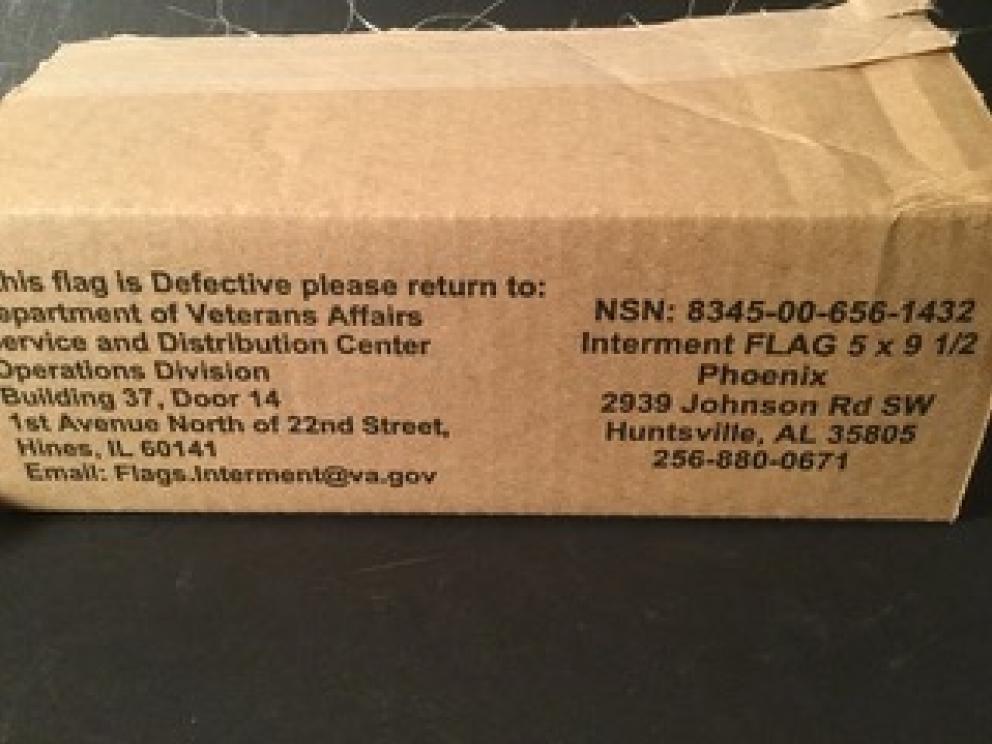 this flag is Defective please return to:
epartment of Veterans Affairs
ervice and Distribution Center
Operations Division
Building 37, Door 14
1st Avenue North of 22nd Street,
Hines, IL 60141
Email: Flags.Interment@va.gov
NSN: 8345-00-656-1432
Interment FLAG 5 x 9 1/2
Phoenix
2939 Johnson Rd SW
Huntsville, AL 35805
256-880-0671